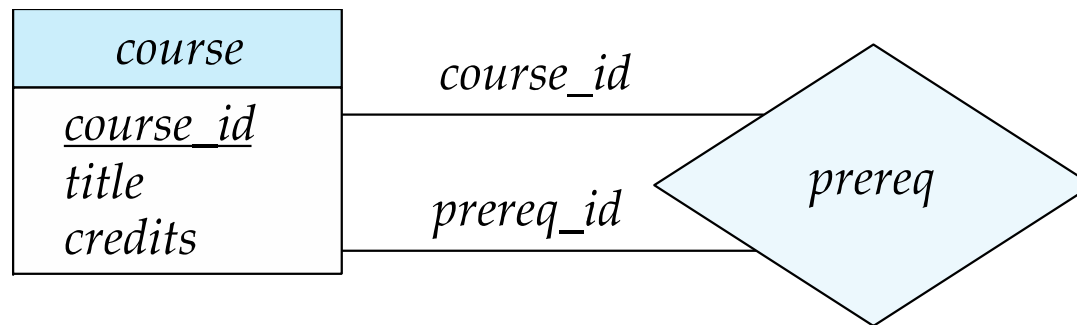 course
course_id
title
credits
course_id
prereq_id
prereq